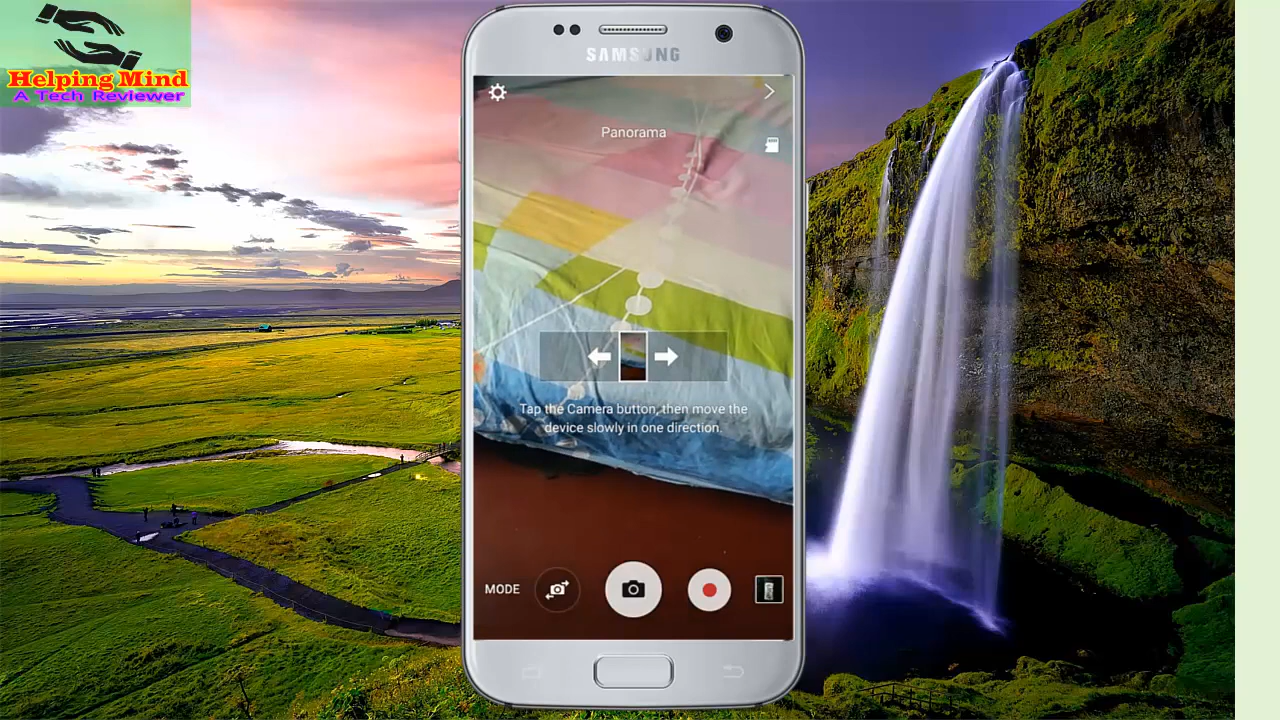 Helping Mind
A Tech Reviewer
SAMSUNG
Panorama
Tap the Camera button, then move the
device slowly in one direction.
MODE